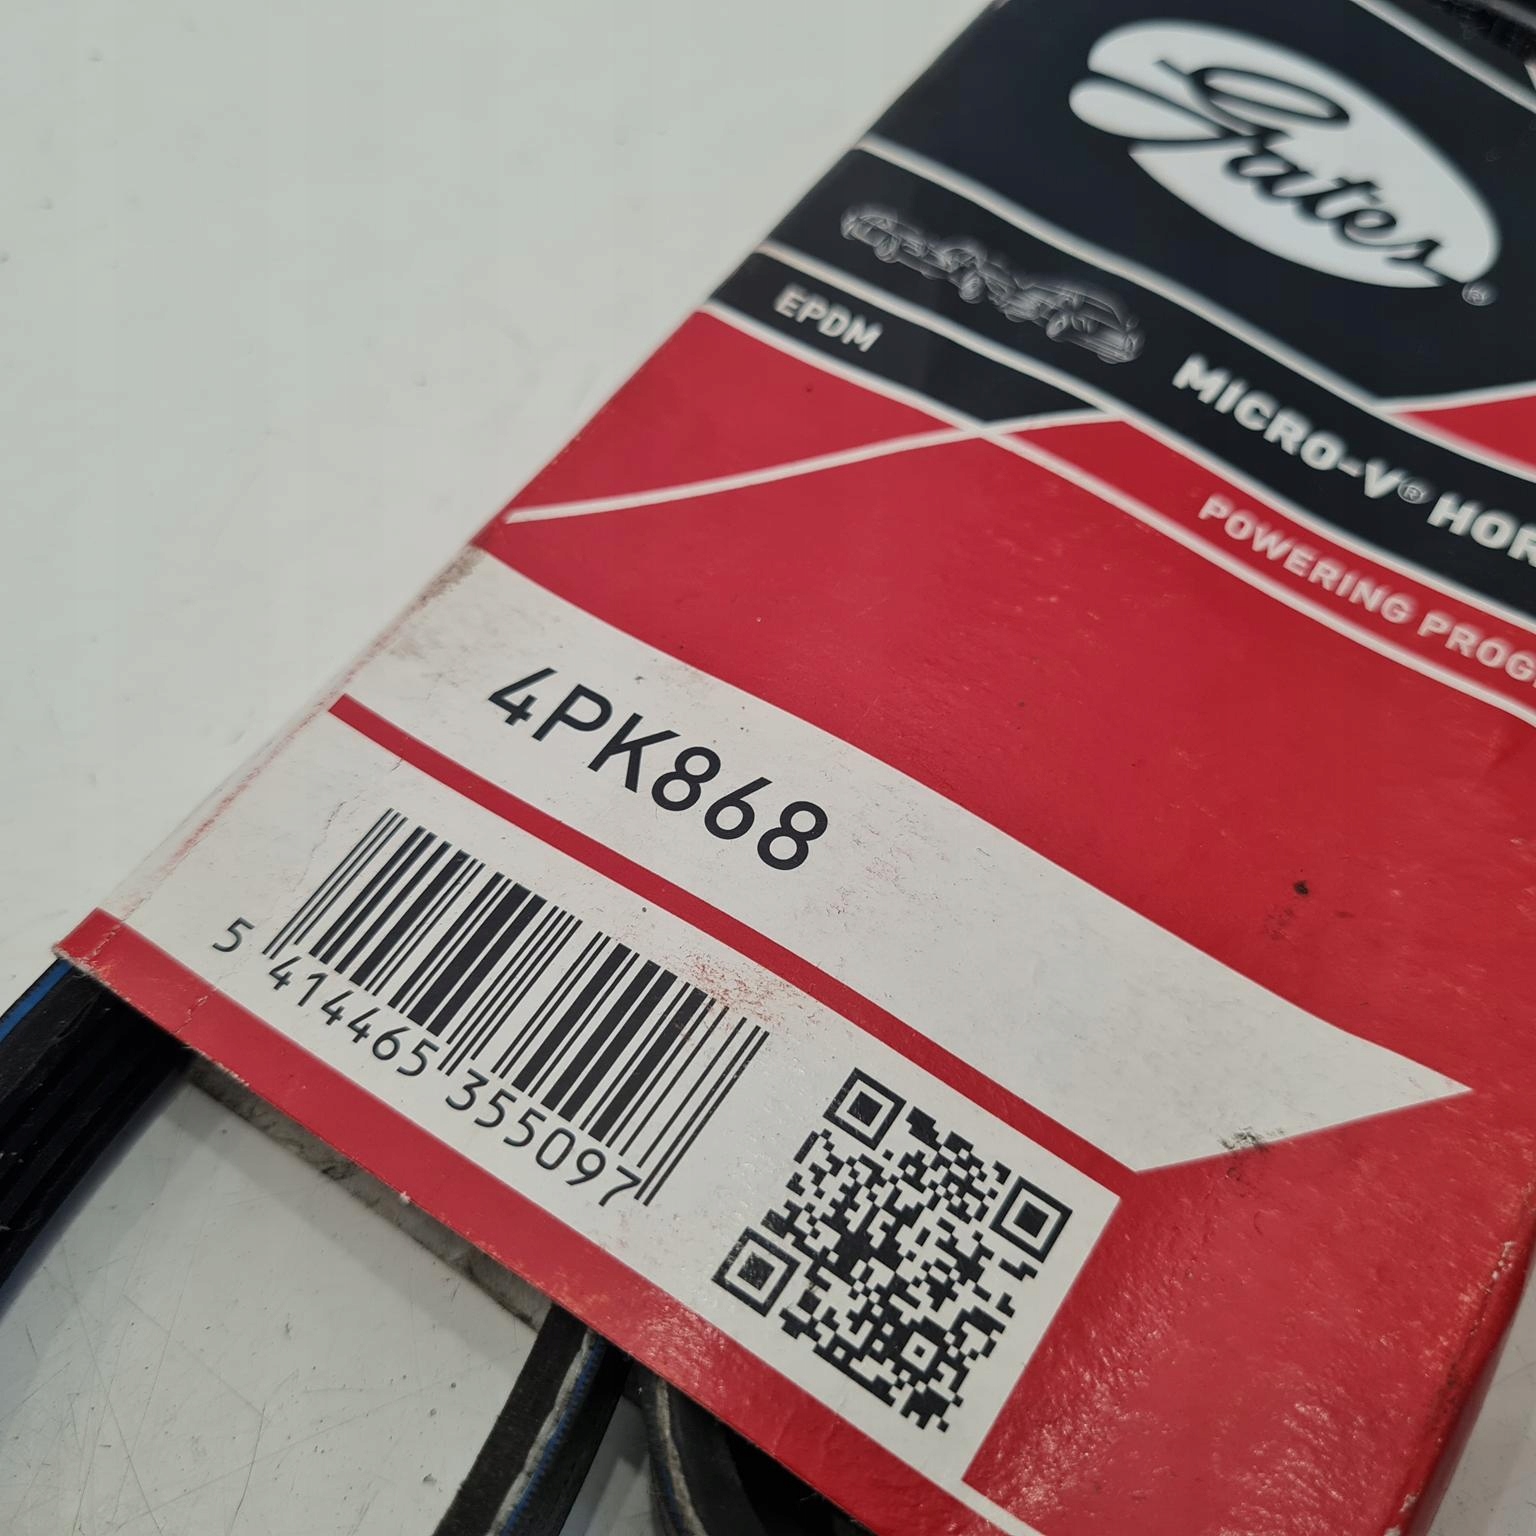 Gates®
EPDM
MICRO-V® HOR
POWERING PROG
4PK868
5 414465 355097